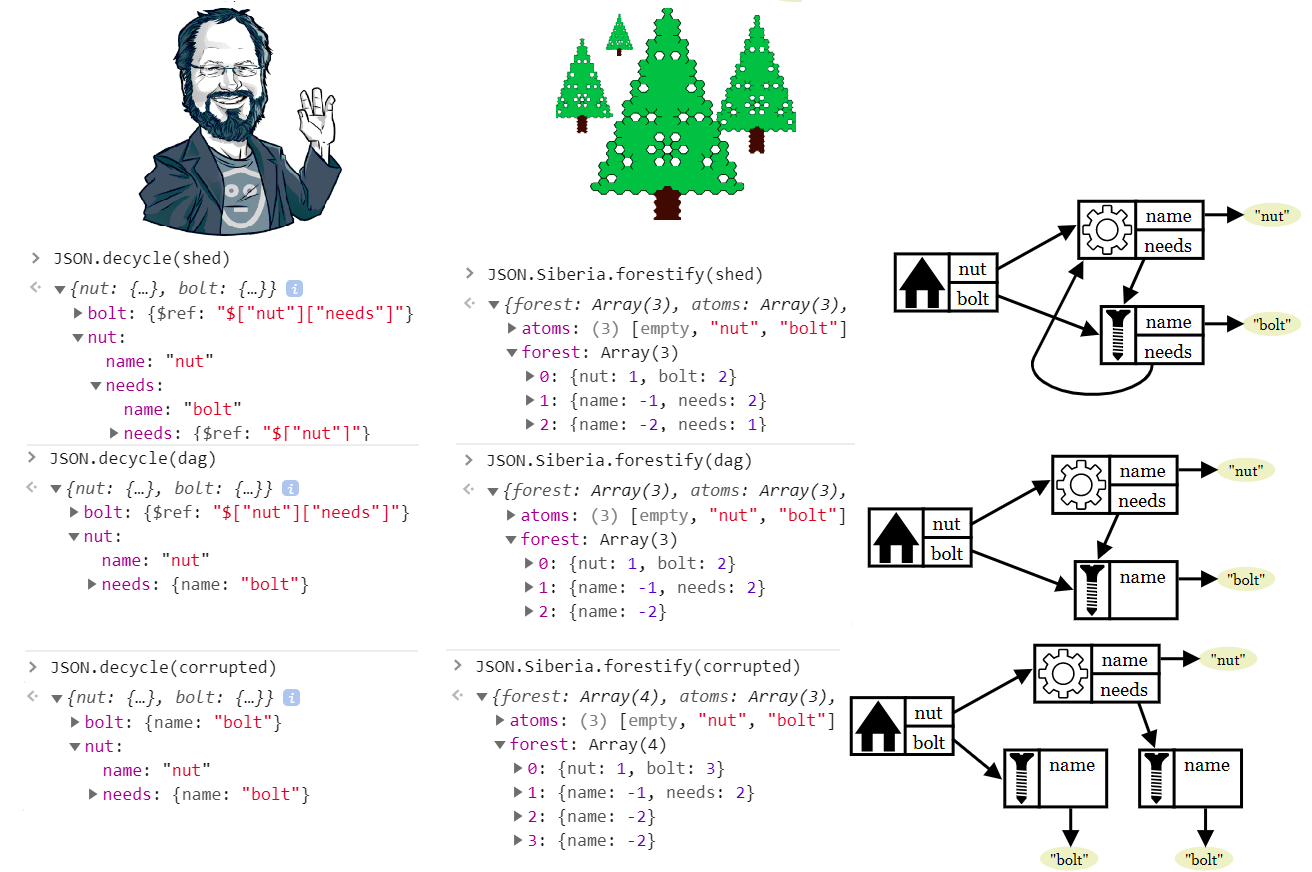 JSON.decycle(shed)
{nut: {…}, bolt: {…}} i
bolt: {$ref: "$["nut"]["needs"]"}
nut:
name: "nut"
needs:
name: "bolt"
needs: {$ref: "$["nut"]"}
JSON.Siberia.forestify(shed)
{forest: Array(3), atoms: Array(3),
atoms: (3) [empty, "nut", "bolt"]
forest: Array(3)
0: {nut: 1, bolt: 2}
1: {name: -1, needs: 2}
2: {name: -2, needs: 1}
nut
bolt
name
needs
"nut"
name
needs
"bolt"
JSON.decycle(dag)
{nut: {…}, bolt: {…}} i
bolt: {$ref: "$["nut"]["needs"]"}
nut:
name: "nut"
needs: {name: "bolt"}
JSON.Siberia.forestify(dag)
{forest: Array(3), atoms: Array(3),
atoms: (3) [empty, "nut", "bolt"]
forest: Array(3)
0: {nut: 1, bolt: 2}
1: {name: -1, needs: 2}
2: {name: -2}
nut
bolt
name
needs
"nut"
name
"bolt"
JSON.decycle(corrupted)
{nut: {…}, bolt: {…}} i
bolt: {name: "bolt"}
nut:
name: "nut"
needs: {name: "bolt"}
JSON.Siberia.forestify(corrupted)
{forest: Array(4), atoms: Array(3),
atoms: (3) [empty, "nut", "bolt"]
forest: Array(4)
0: {nut: 1, bolt: 3}
1: {name: -1, needs: 2}
2: {name: -2}
3: {name: -2}
nut
bolt
name
needs
"nut"
name
"bolt"
name
"bolt"